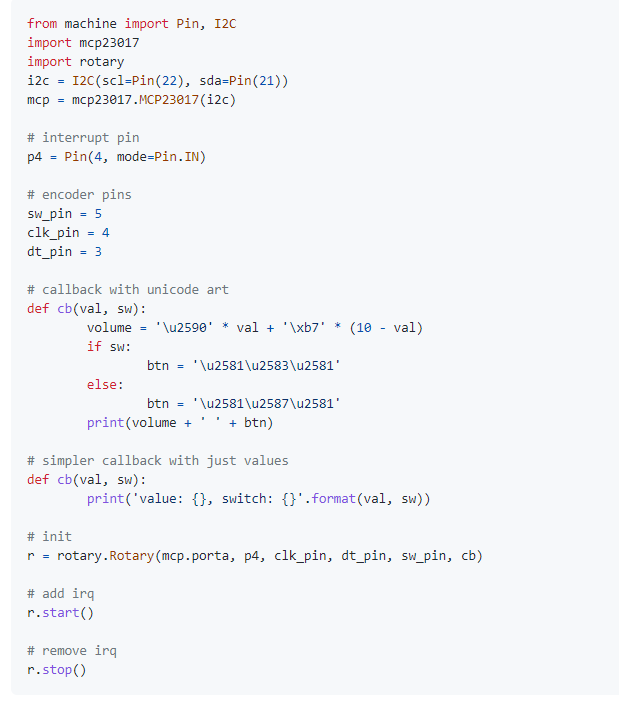 from machine import Pin, I2C
import mcp23017
import rotary
i2c = I2C(scl=Pin(22), sda=Pin(21))
mcp = mcp23017.MCP23017(i2c)

# interrupt pin
p4 = Pin(4, mode=Pin.IN)

# encoder pins
sw_pin = 5
clk_pin = 4
dt_pin = 3

# callback with unicode art
def cb(val, sw):
        volume = '\u2590' * val + '\xb7' * (10 - val)
        if sw:
                btn = '\u2581\u2583\u2581'
        else:
                btn = '\u2581\u2587\u2581'
        print(volume + ' ' + btn)

# simpler callback with just values
def cb(val, sw):
        print('value: {}, switch: {}'.format(val, sw))

# init
r = rotary.Rotary(mcp.porta, p4, clk_pin, dt_pin, sw_pin, cb)

# add irq
r.start()

# remove irq
r.stop()